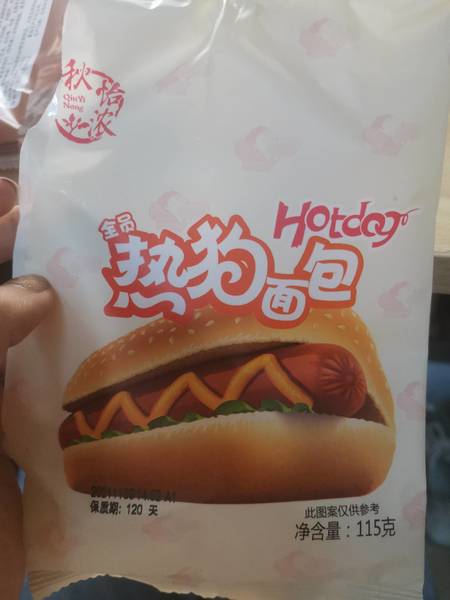 秋怡浓
QiuYi
Nong
Hotdog
全员
热狗面包
保质期：120 天
此图案仅供参考
净含量：115克